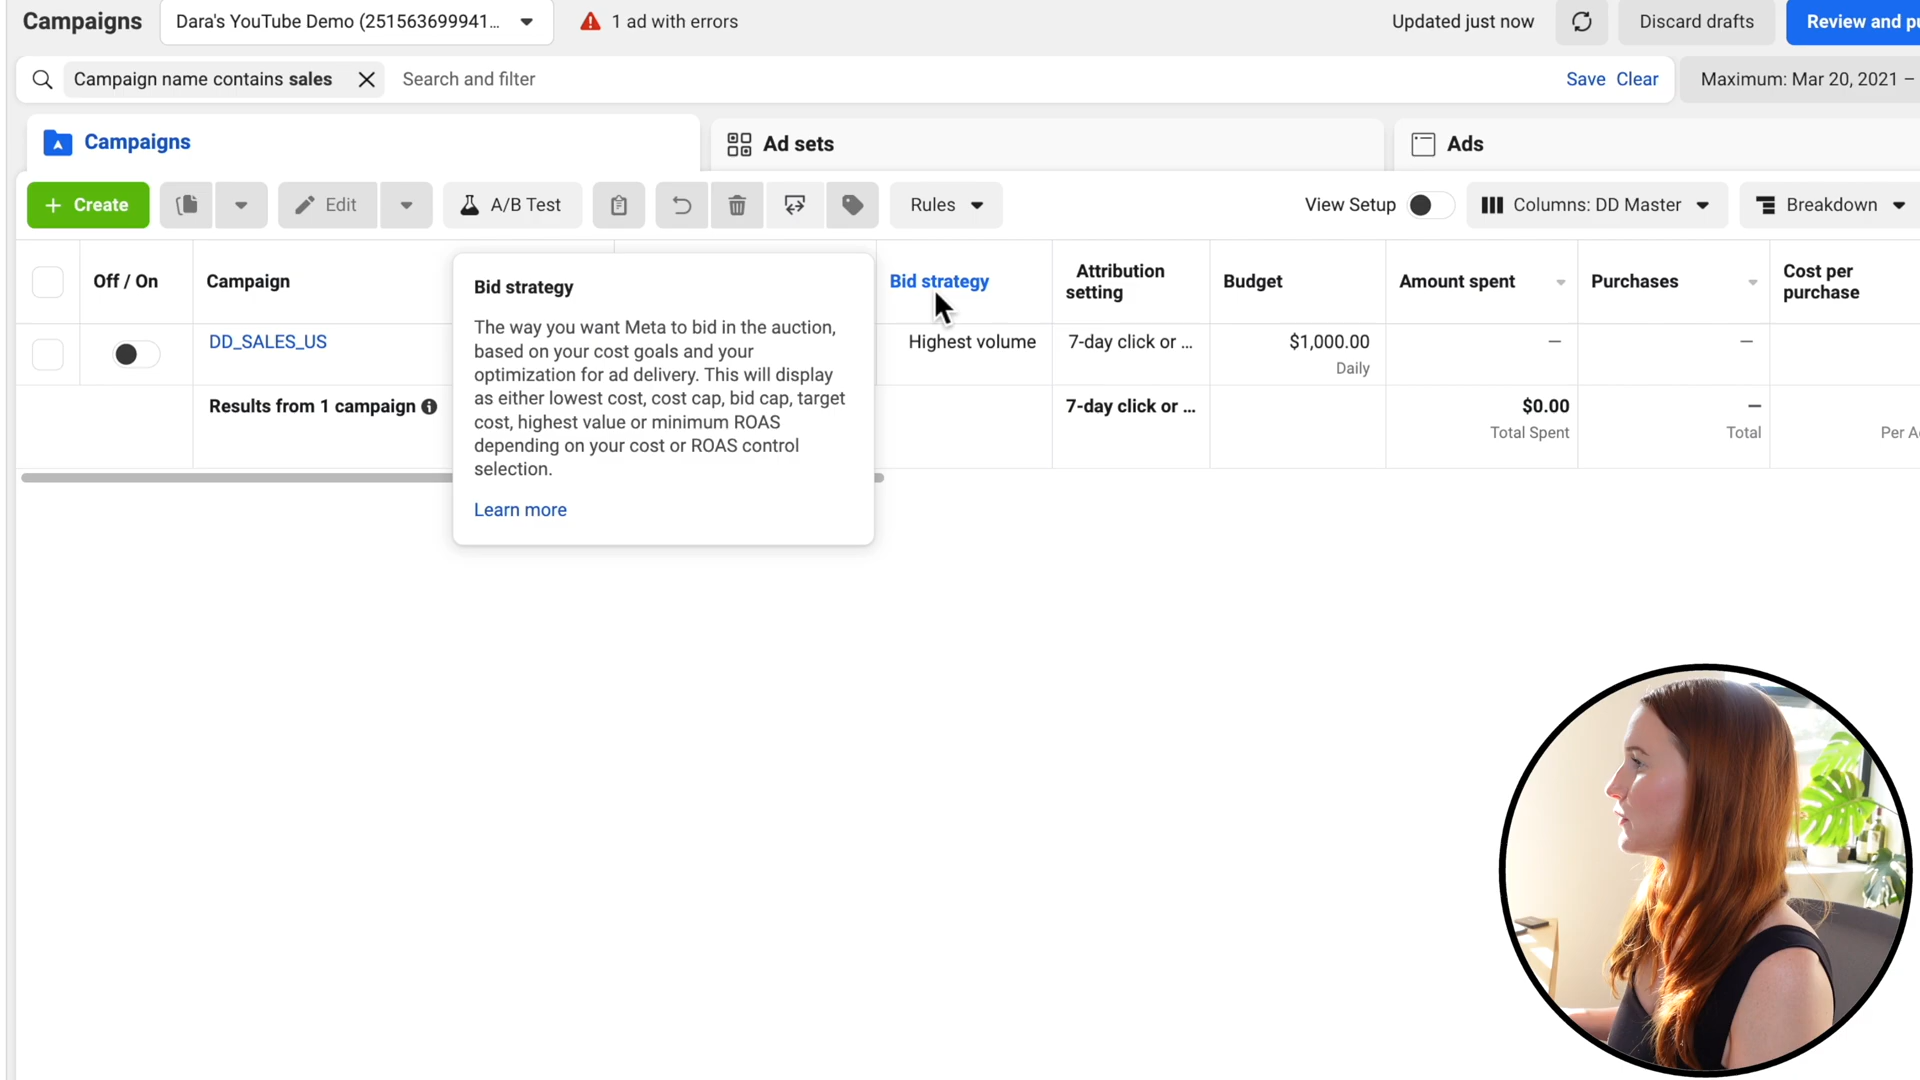 Campaigns
Dara's YouTube Demo (251563699941...
1 ad with errors
Updated just now
Discard drafts
Review and pu
Campaign name contains sales
Search and filter
Save
Clear
Maximum: Mar 20, 2021 –
Campaigns
Ad sets
Ads
+ Create
Edit
A/B Test
Rules
View Setup
Columns: DD Master
Breakdown
Off / On
Campaign
Bid strategy
Attribution
setting
Budget
Amount spent
Purchases
Cost per
purchase
DD_SALES_US
Highest volume
7-day click or ...
$1,000.00
Daily
—
—
Results from 1 campaign
7-day click or ...
$0.00
Total Spent
—
Total
Per A
Bid strategy
The way you want Meta to bid in the auction,
based on your cost goals and your
optimization for ad delivery. This will display
as either lowest cost, cost cap, bid cap, target
cost, highest value or minimum ROAS
depending on your cost or ROAS control
selection.
Learn more